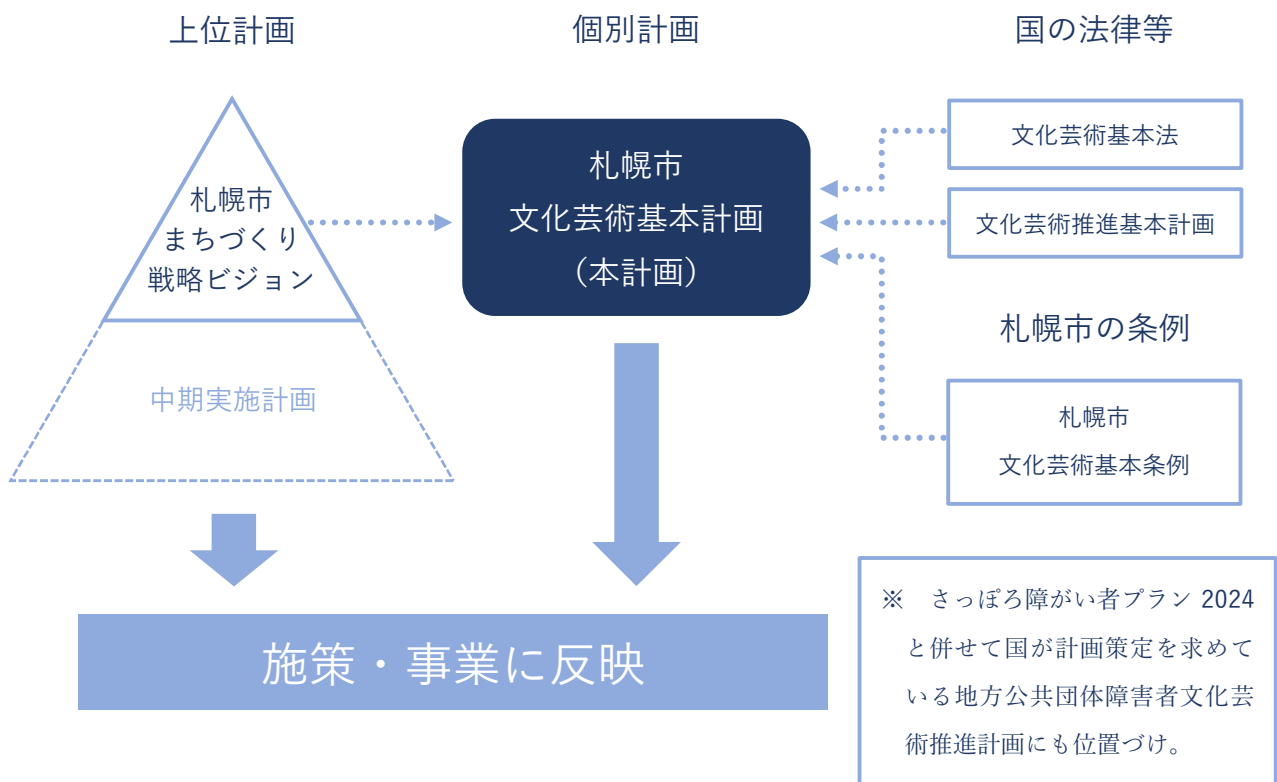 上位計画
個別計画
国の法律等
札幌市
まちづくり
戦略ビジョン
中期実施計画
札幌市
文化芸術基本計画
（本計画）
文化芸術基本法
文化芸術推進基本計画
札幌市の条例
札幌市
文化芸術基本条例
施策・事業に反映
※　さっぽろ障がい者プラン 2024
と併せて国が計画策定を求めて
いる地方公共団体障害者文化芸
術推進計画にも位置づけ。